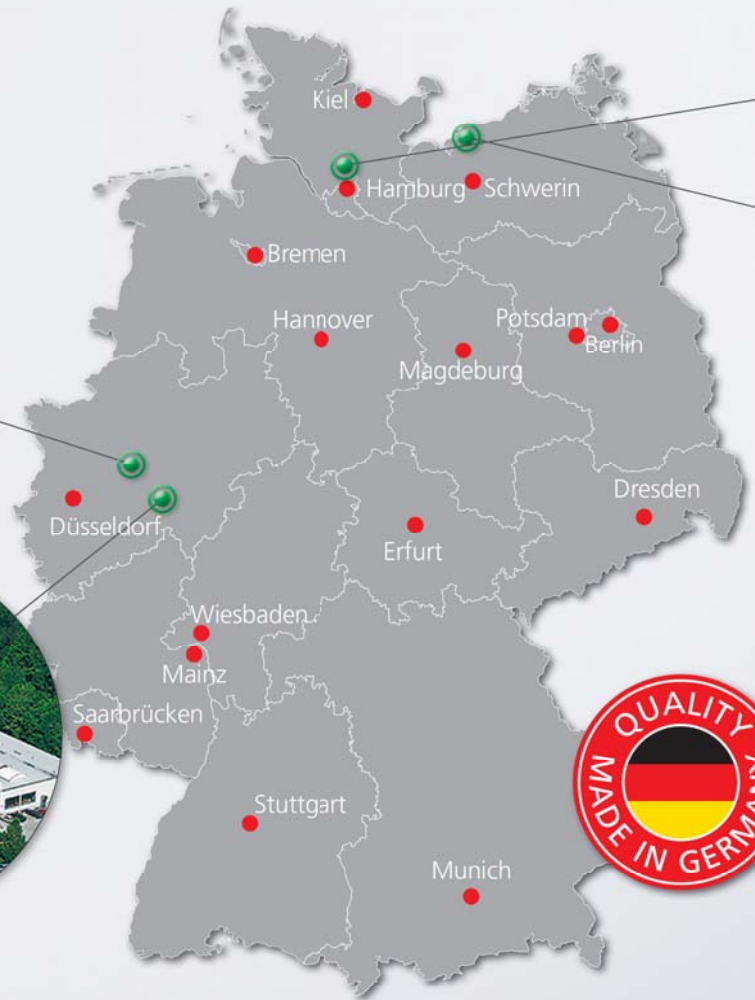 Kiel
Hamburg
Schwerin
Bremen
Hannover
Potsdam
Berlin
Magdeburg
Düsseldorf
Dresden
Erfurt
Wiesbaden
Mainz
Saarbrücken
QUALITY
MADE IN GERMANY
Stuttgart
Munich